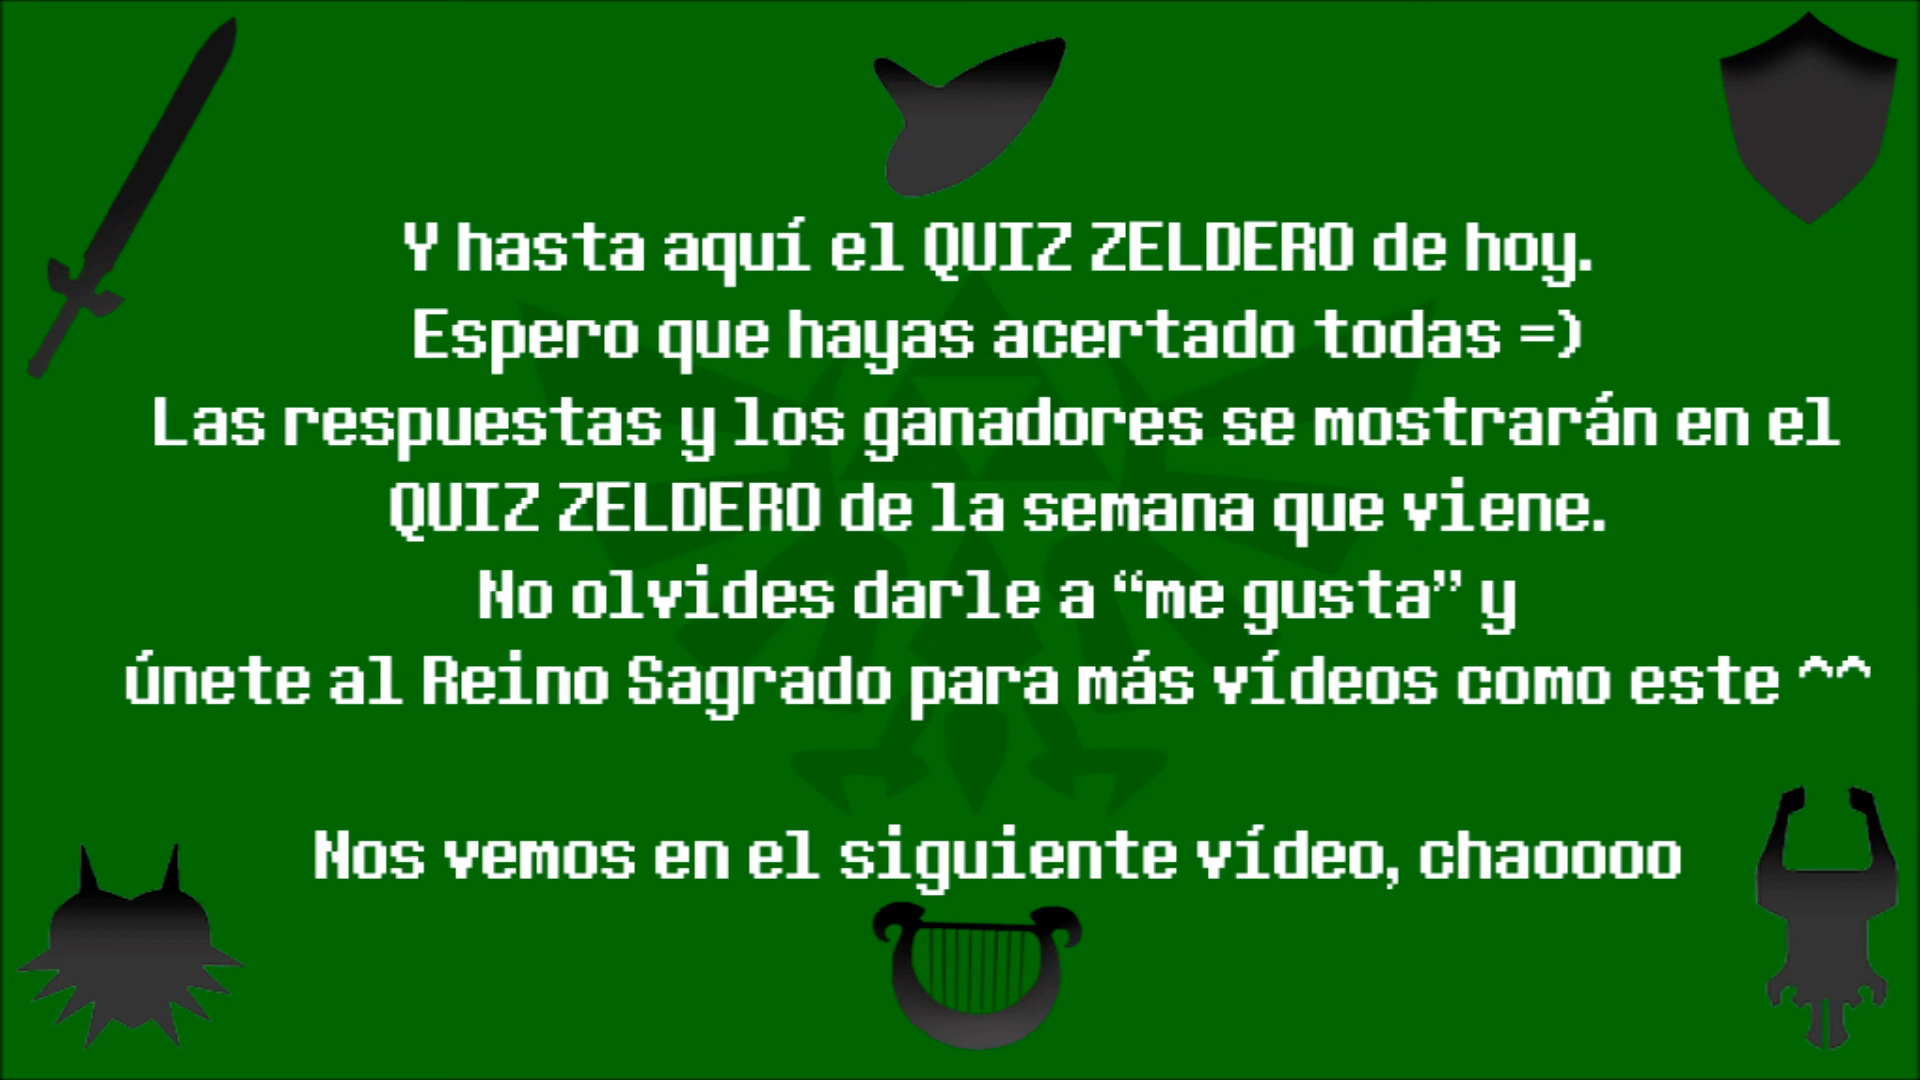 Y hasta aquí el QUIZ ZELDERO de hoy.
Espero que hayas acertado todas =)
Las respuestas y los ganadores se mostrarán en el
QUIZ ZELDERO de la semana que viene.
No olvides darle a “me gusta” y
únete al Reino Sagrado para más vídeos como este ^^
Nos vemos en el siguiente vídeo, chaoooo